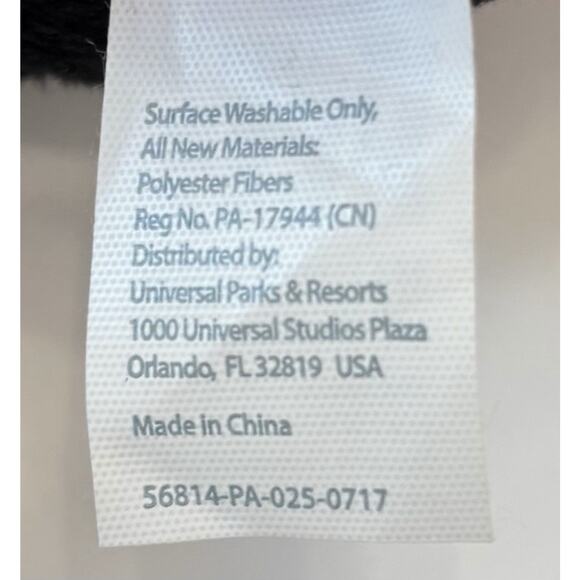 Surface Washable Only,
All New Materials:
Polyester Fibers
Reg No. PA-17944 (CN)
Distributed by:
Universal Parks & Resorts
1000 Universal Studios Plaza
Orlando, FL 32819 USA
Made in China
56814-PA-025-0717